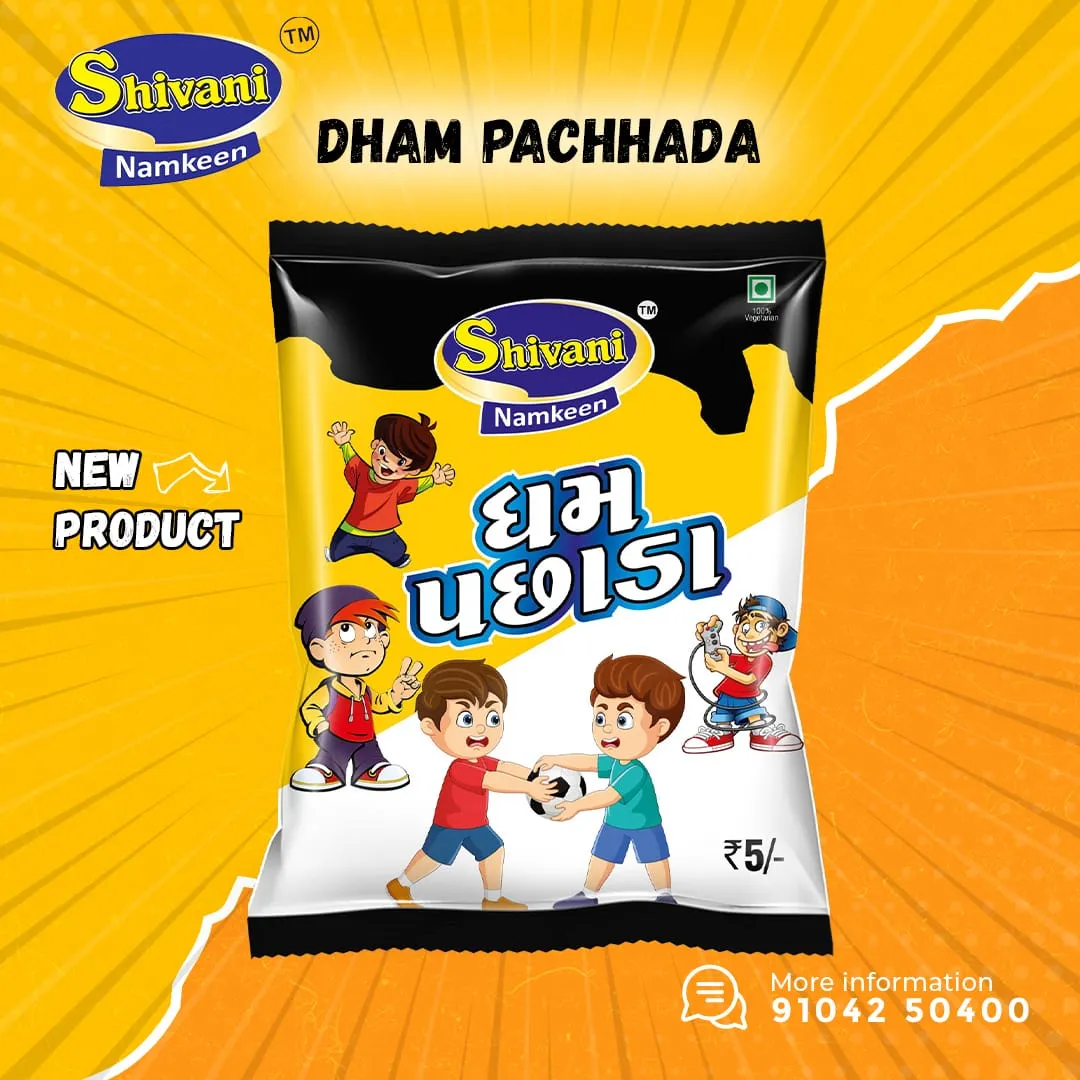 Shivani
TM
Namkeen
DHAM PACHHADA
Shivani
TM
Namkeen
100%
Vegetarian
ધમ
પછાડા
NEW
PRODUCT
₹5/-
More information
91042 50400